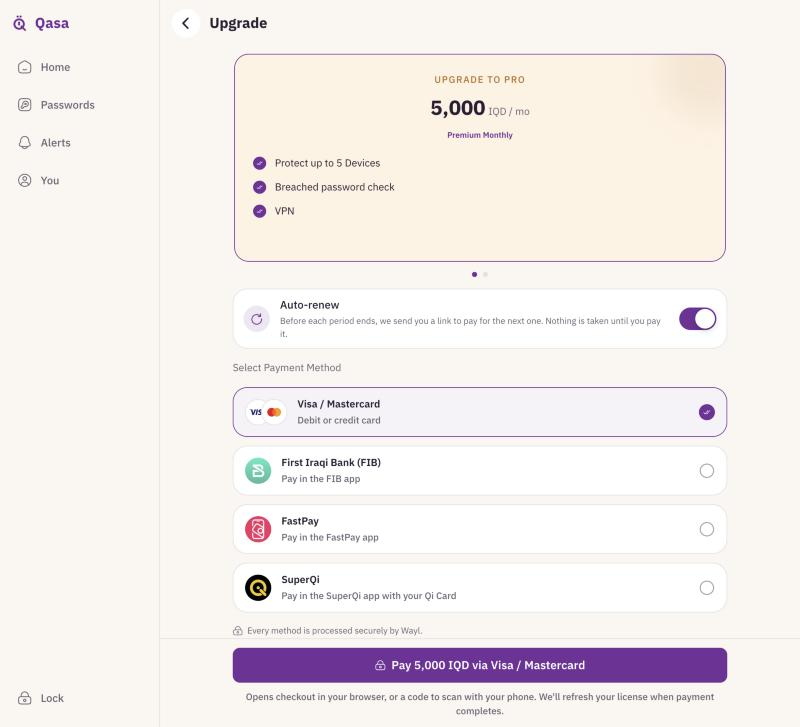 Qasa
Upgrade
Home
Passwords
Alerts
You
Lock
UPGRADE TO PRO
5,000 IQD / mo
Premium Monthly
Protect up to 5 Devices
Breached password check
VPN
Auto-renew
Before each period ends, we send you a link to pay for the next one. Nothing is taken until you pay
it.
Select Payment Method
VISA
Visa / Mastercard
Debit or credit card
First Iraqi Bank (FIB)
Pay in the FIB app
FastPay
Pay in the FastPay app
SuperQi
Pay in the SuperQi app with your Qi Card
Every method is processed securely by Wayl.
Pay 5,000 IQD via Visa / Mastercard
Opens checkout in your browser, or a code to scan with your phone. We'll refresh your license when payment
completes.